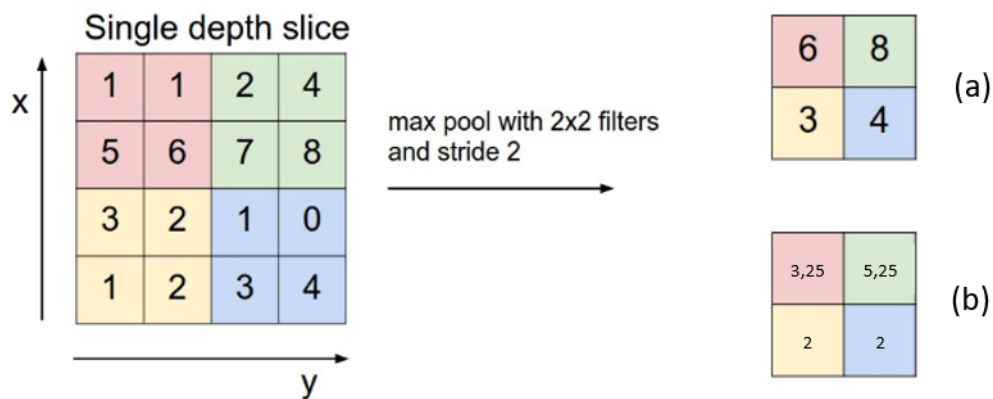 Single depth slice
x
1 1 2 4
5 6 7 8
3 2 1 0
1 2 3 4
y
max pool with 2x2 filters
and stride 2
6 8
3 4
(a)
3,25 5,25
2 2
(b)